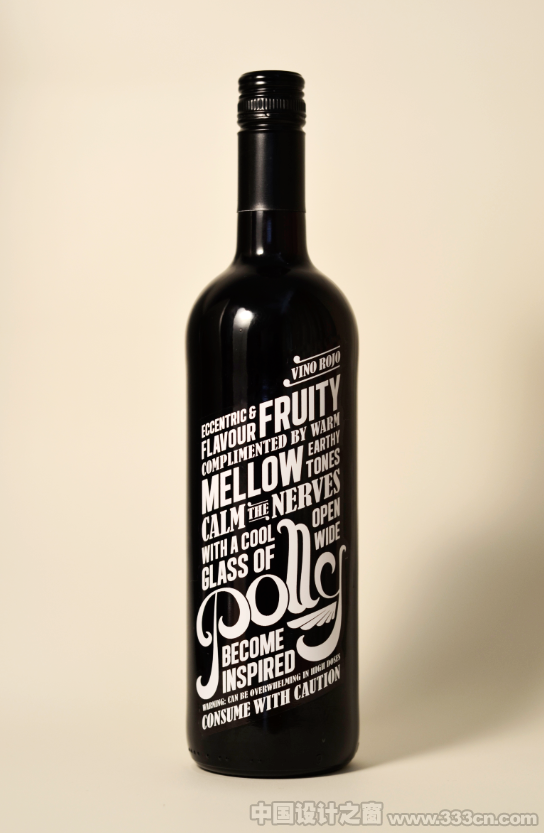 VINO ROJO
ECCENTRIC & FRUITY
FLAVOUR
COMPLIMENTED BY WARM
MELLOW EARTHY TONES
CALM THE NERVES
WITH A COOL OPEN WIDE
GLASS OF
Polly
BECOME
INSPIRED
WARNING: CAN BE OVERWHELMING IN HIGH DOSES
CONSUME WITH CAUTION
中国设计之窗 www.333cn.com